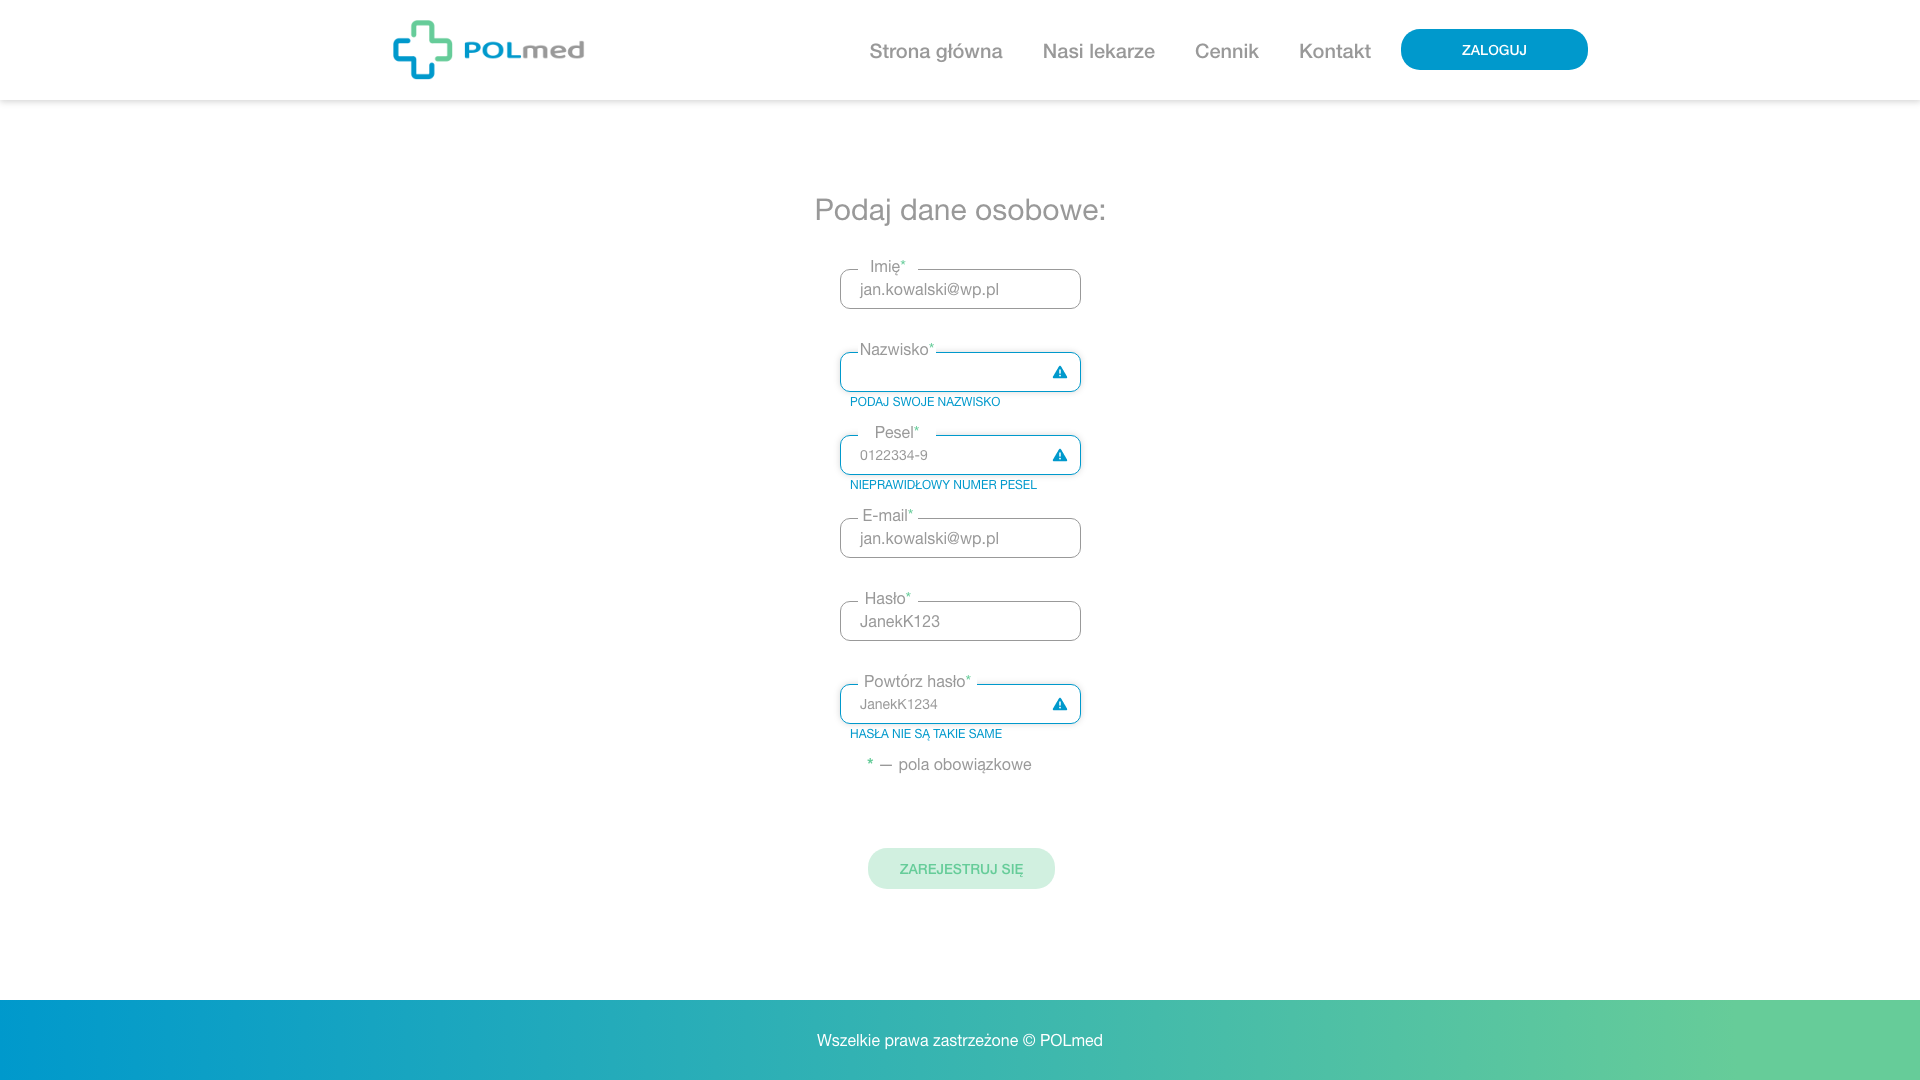 POLmed
Strona główna
Nasi lekarze
Cennik
Kontakt
ZALOGUJ
Podaj dane osobowe:
Imię*
jan.kowalski@wp.pl
Nazwisko*
PODAJ SWOJE NAZWISKO
Pesel*
0122334-9
NIEPRAWIDŁOWY NUMER PESEL
E-mail*
jan.kowalski@wp.pl
Hasło*
JanekK123
Powtórz hasło*
JanekK1234
HASŁA NIE SĄ TAKIE SAME
* — pola obowiązkowe
ZAREJESTRUJ SIĘ
Wszelkie prawa zastrzeżone © POLmed